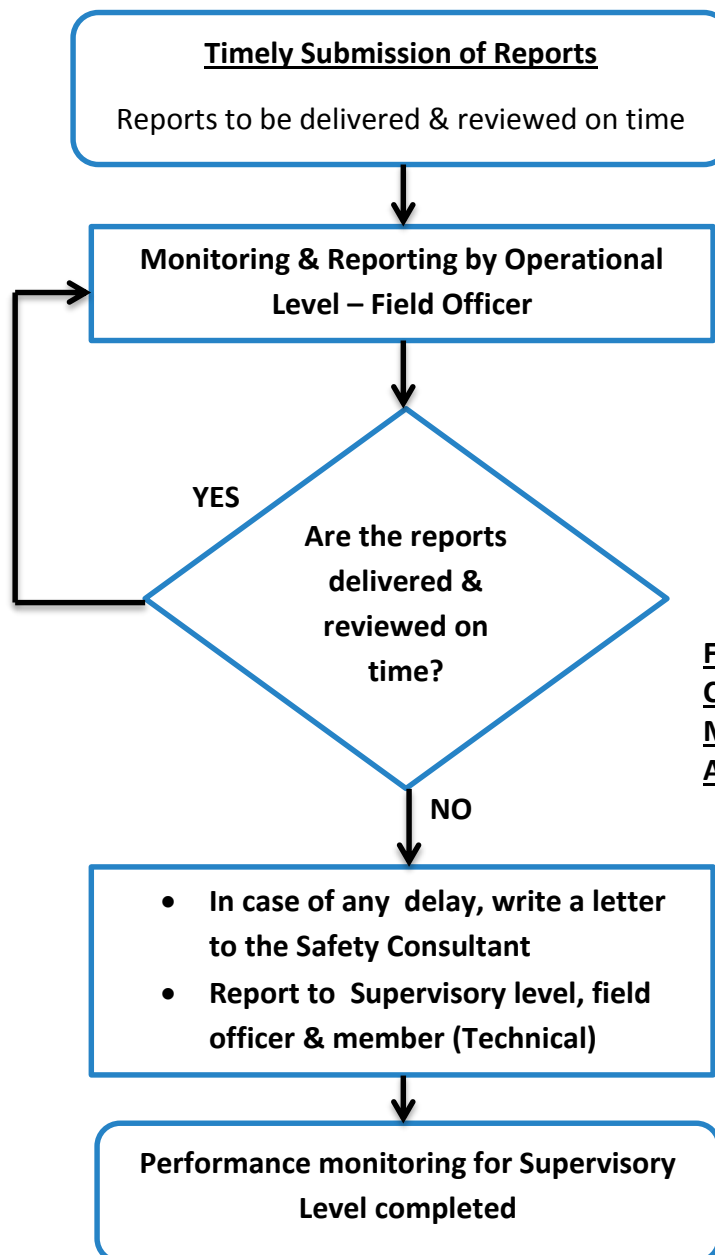 Timely Submission of Reports
Reports to be delivered & reviewed on time
Monitoring & Reporting by Operational
Level – Field Officer
YES
Are the reports
delivered &
reviewed on
time?
NO
• In case of any delay, write a letter
to the Safety Consultant
• Report to Supervisory level, field
officer & member (Technical)
Performance monitoring for Supervisory
Level completed